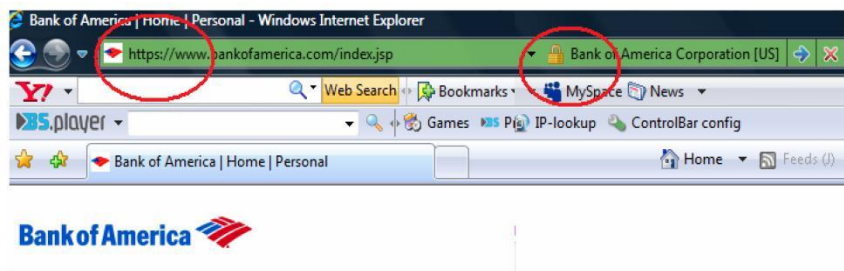 Bank of America | Home | Personal - Windows Internet Explorer
https://www.bankofamerica.com/index.jsp Bank of America Corporation [US]
Y! Web Search Bookmarks MySpace News
BS.player Games IP-lookup ControlBar config
Bank of America | Home | Personal Home Feeds (J)
Bank of America